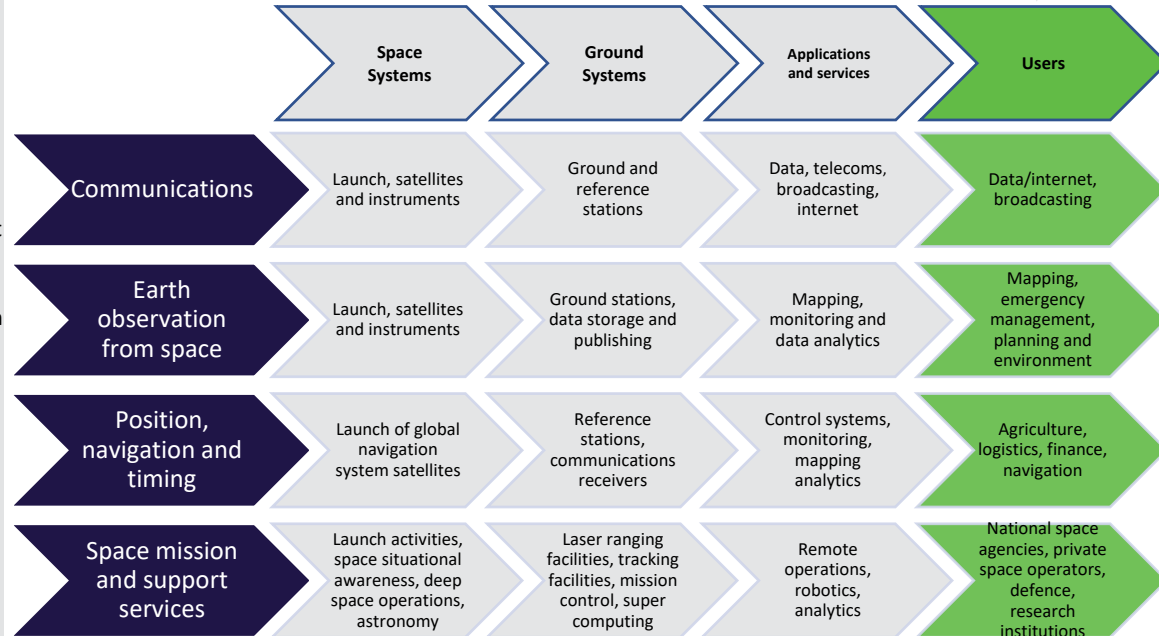 Space
Systems
Ground
Systems
Applications
and services
Users
Communications
Launch, satellites
and instruments
Ground and
reference
stations
Data, telecoms,
broadcasting,
internet
Data/internet,
broadcasting
Earth
observation
from space
Launch, satellites
and instruments
Ground stations,
data storage and
publishing
Mapping,
monitoring and
data analytics
Mapping,
emergency
management,
planning and
environment
Position,
navigation and
timing
Launch of global
navigation
system satellites
Reference
stations,
communications
receivers
Control systems,
monitoring,
mapping
analytics
Agriculture,
logistics, finance,
navigation
Space mission
and support
services
Launch activities,
space situational
awareness, deep
space operations,
astronomy
Laser ranging
facilities, tracking
facilities, mission
control, super
computing
Remote
operations,
robotics,
analytics
National space
agencies, private
space operators,
defence,
research
institutions